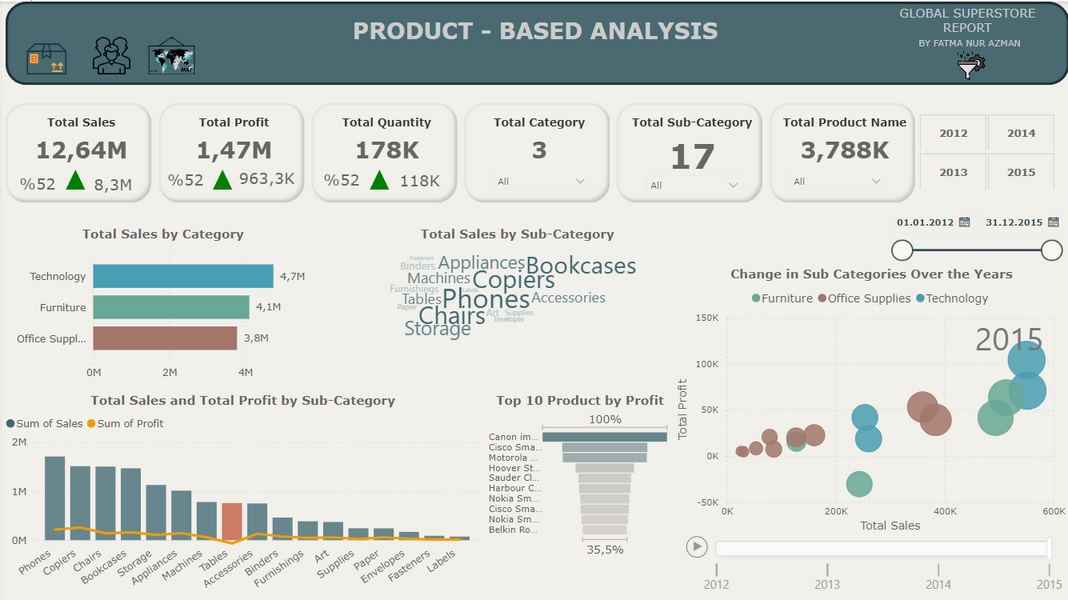 PRODUCT - BASED ANALYSIS
GLOBAL SUPERSTORE
REPORT
BY FATMA NUR AZMAN
Total Sales
12,64M
%52 8,3M
Total Profit
1,47M
%52 963,3K
Total Quantity
178K
%52 118K
Total Category
3
All
Total Sub-Category
17
All
Total Product Name
3,788K
All
2012 2014
2013 2015
01.01.2012 31.12.2015
Total Sales by Category
Technology 4,7M
Furniture 4,1M
Office Suppl... 3,8M
0M 2M 4M
Total Sales by Sub-Category
Fasteners
Binders Appliances Bookcases
Machines Copiers
Furnishings Labels
Tables Phones Accessories
Paper Chairs Art Supplies
Envelopes
Storage
Change in Sub Categories Over the Years
Furniture Office Supplies Technology
2015
150K
100K
50K
0K
-50K
Total Profit
0K 200K 400K 600K
Total Sales
2012 2013 2014 2015
Total Sales and Total Profit by Sub-Category
Sum of Sales Sum of Profit
2M
1M
0M
Phones
Copiers
Chairs
Bookcases
Storage
Appliances
Machines
Tables
Accessories
Binders
Furnishings
Art
Supplies
Paper
Envelopes
Fasteners
Labels
Top 10 Product by Profit
100%
Canon im...
Cisco Sma...
Motorola ...
Hoover St...
Sauder Cl...
Harbour C...
Nokia Sm...
Cisco Sma...
Nokia Sm...
Belkin Ro...
35,5%